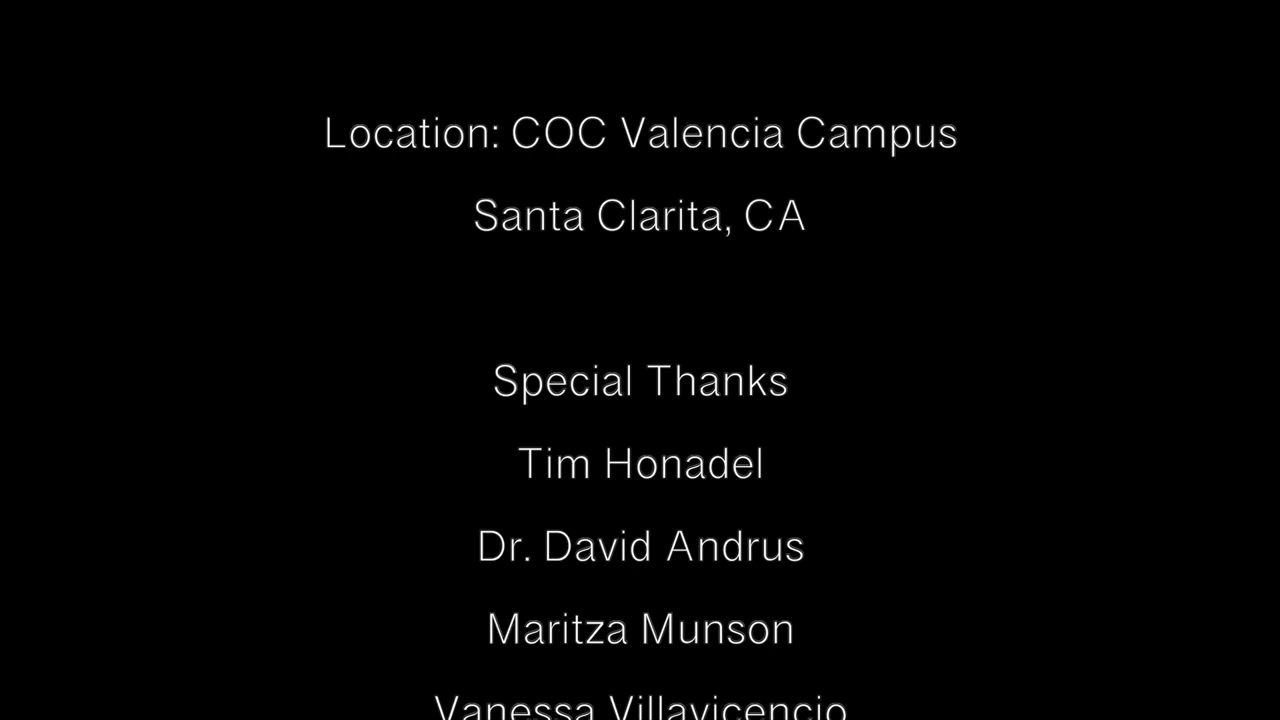 Location: COC Valencia Campus
Santa Clarita, CA
Special Thanks
Tim Honadel
Dr. David Andrus
Maritza Munson
Vanessa Villavicencio